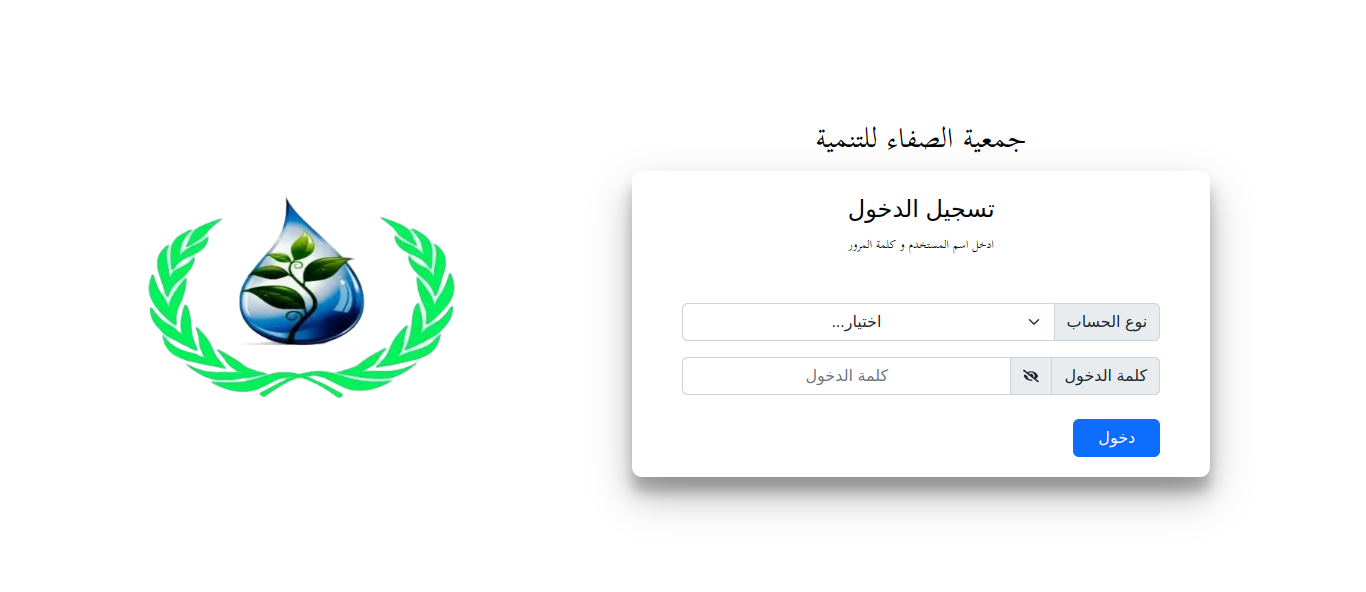 جمعية الصفاء للتنمية
تسجيل الدخول
ادخل اسم المستخدم و كلمة المرور
نوع الحساب
اختيار...
كلمة الدخول
كلمة الدخول
دخول